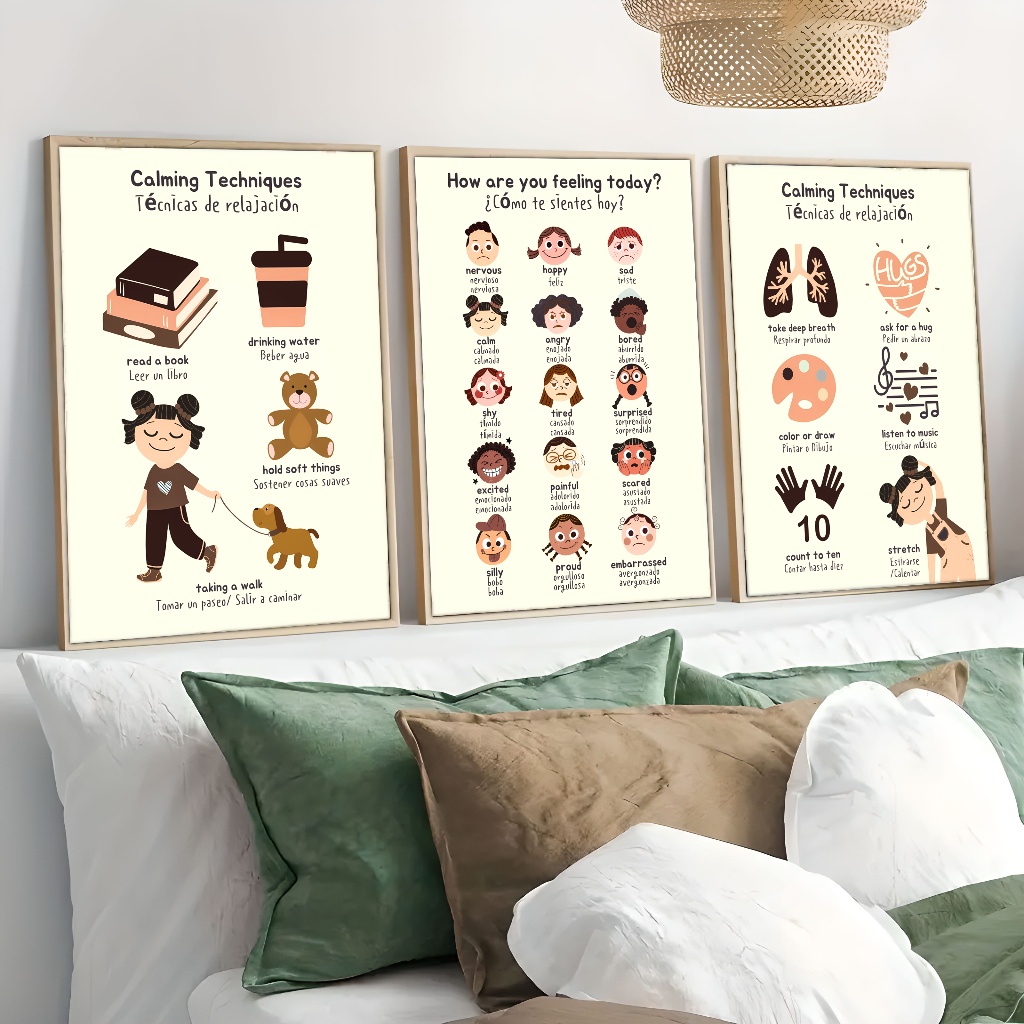 Calming Techniques
Técnicas de relajación
read a book
Leer un libro
drinking water
Beber agua
hold soft things
Sostener cosas suaves
taking a walk
Tomar un paseo/ Salir a caminar
How are you feeling today?
¿Cómo te sientes hoy?
nervous
nervioso
nerviosa
happy
feliz
sad
triste
calm
calmado
calmada
angry
enojado
enojada
bored
aburrido
aburrida
shy
tímido
tímida
tired
cansado
cansada
surprised
sorprendido
sorprendida
excited
emocionado
emocionada
painful
adolorido
adolorida
scared
asustado
asustada
silly
bobo
boba
proud
orgulloso
orgullosa
embarrassed
avergonzado
avergonzada
Calming Techniques
Técnicas de relajación
take deep breath
Respirar profundo
HUGS
ask for a hug
Pedir un abrazo
color or draw
Pintar o Dibujo
listen to music
Escuchar música
10
count to ten
Contar hasta diez
stretch
Estirarse
/Calentar